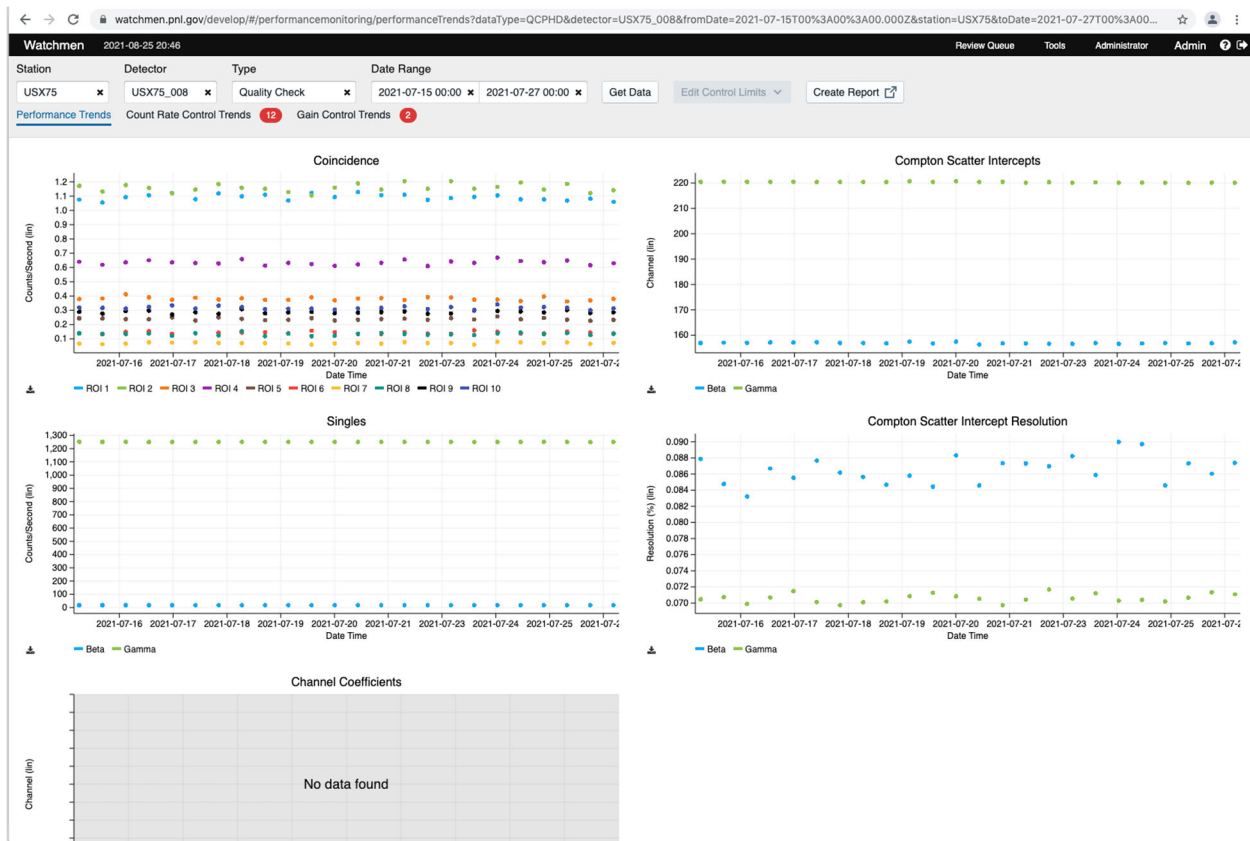 watchmen.pnl.gov/develop/#/performancemonitoring/performanceTrends?dataType=QCPHD&detector=USX75_008&fromDate=2021-07-15T00%3A00%3A00.000Z&station=USX75&toDate=2021-07-27T00%3A00...
Watchmen 2021-08-25 20:46 Review Queue Tools Administrator Admin
Station Detector Type Date Range
USX75 × USX75_008 × Quality Check × 2021-07-15 00:00 × 2021-07-27 00:00 × Get Data Edit Control Limits Create Report
Performance Trends Count Rate Control Trends 12 Gain Control Trends 2
Coincidence
Counts/Second (lin)
1.2
1.1
1.0
0.9
0.8
0.7
0.6
0.5
0.4
0.3
0.2
0.1
2021-07-16 2021-07-17 2021-07-18 2021-07-19 2021-07-20 2021-07-21 2021-07-23 2021-07-24 2021-07-25 2021-07-2
Date Time
ROI 1 ROI 2 ROI 3 ROI 4 ROI 5 ROI 6 ROI 7 ROI 8 ROI 9 ROI 10
Compton Scatter Intercepts
Channel (lin)
220
210
200
190
180
170
160
2021-07-16 2021-07-17 2021-07-18 2021-07-19 2021-07-20 2021-07-21 2021-07-23 2021-07-24 2021-07-25 2021-07-2
Date Time
Beta Gamma
Singles
Counts/Second (lin)
1,300
1,200
1,100
1,000
900
800
700
600
500
400
300
200
100
0
2021-07-16 2021-07-17 2021-07-18 2021-07-19 2021-07-20 2021-07-21 2021-07-23 2021-07-24 2021-07-25 2021-07-2
Date Time
Beta Gamma
Compton Scatter Intercept Resolution
Resolution (%) (lin)
0.090
0.088
0.086
0.084
0.082
0.080
0.078
0.076
0.074
0.072
0.070
2021-07-16 2021-07-17 2021-07-18 2021-07-19 2021-07-20 2021-07-21 2021-07-23 2021-07-24 2021-07-25 2021-07-2
Date Time
Beta Gamma
Channel Coefficients
Channel (lin)
No data found